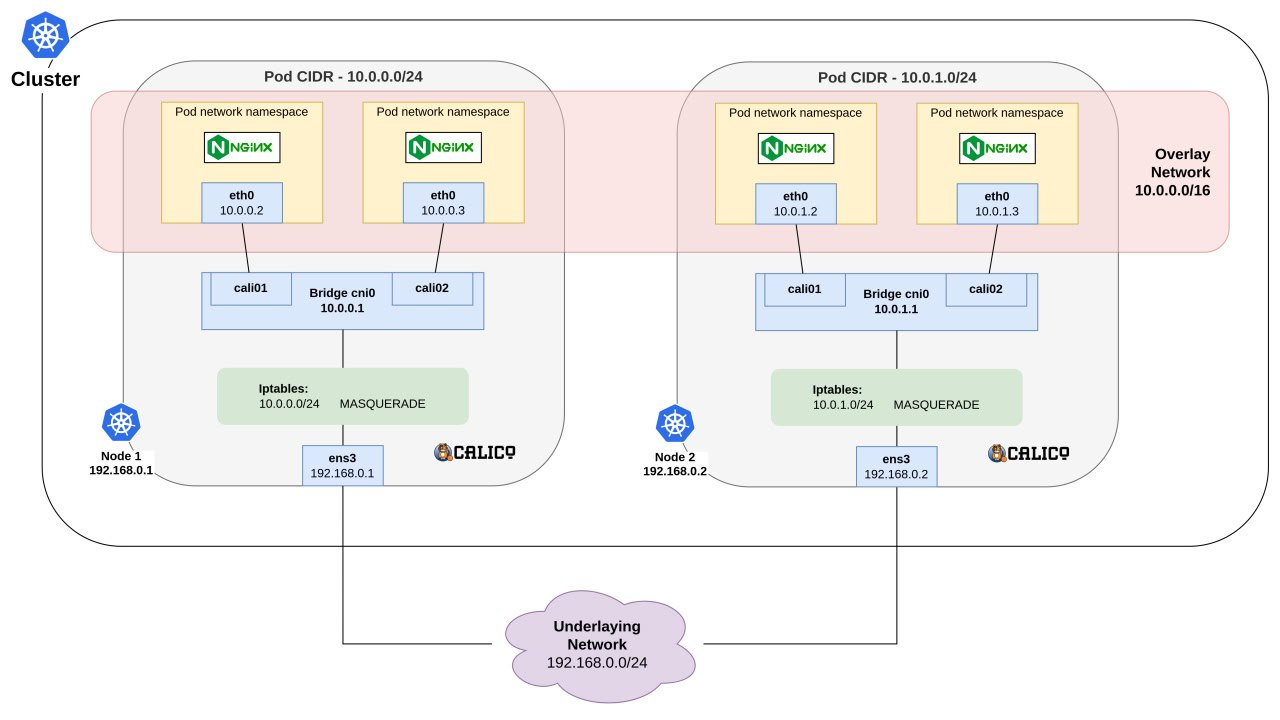 Cluster
Pod CIDR - 10.0.0.0/24
Pod network namespace
NGINX
eth0
10.0.0.2
Pod network namespace
NGINX
eth0
10.0.0.3
cali01
Bridge cni0
10.0.0.1
cali02
Iptables:
10.0.0.0/24 MASQUERADE
Node 1
192.168.0.1
ens3
192.168.0.1
CALICO
Pod CIDR - 10.0.1.0/24
Pod network namespace
NGINX
eth0
10.0.1.2
Pod network namespace
NGINX
eth0
10.0.1.3
Overlay
Network
10.0.0.0/16
cali01
Bridge cni0
10.0.1.1
cali02
Iptables:
10.0.1.0/24 MASQUERADE
Node 2
192.168.0.2
ens3
192.168.0.2
CALICO
Underlaying
Network
192.168.0.0/24